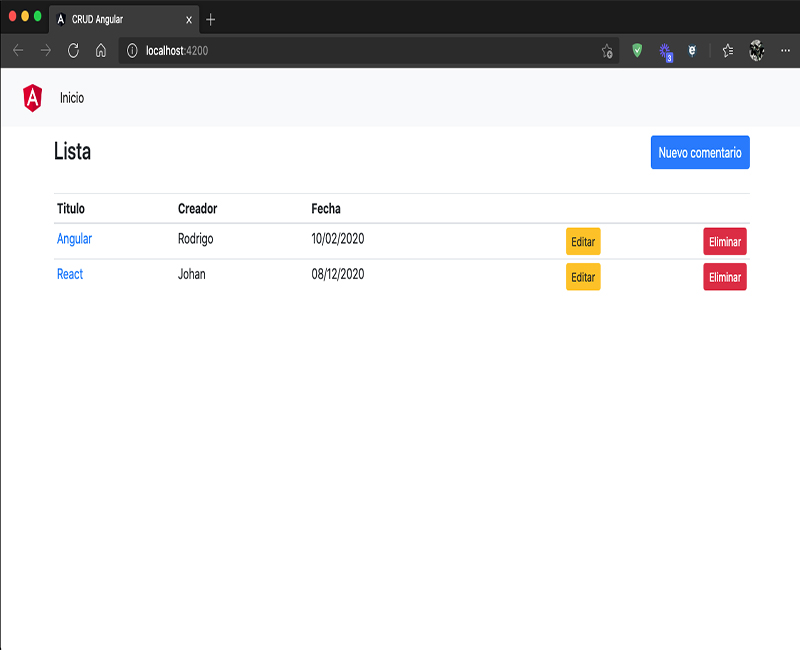 CRUD Angular
localhost:4200
3
Inicio
Lista
Nuevo comentario
Titulo Creador Fecha
Angular Rodrigo 10/02/2020 Editar Eliminar
React Johan 08/12/2020 Editar Eliminar